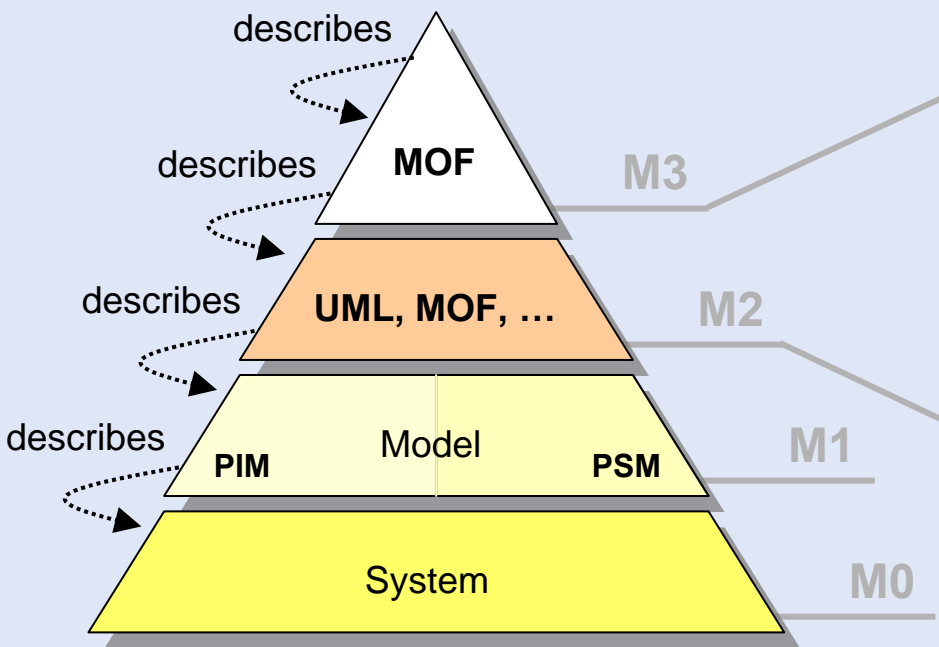 describes
MOF
M3
describes
UML, MOF, …
M2
describes
Model
PIM
PSM
M1
describes
System
M0